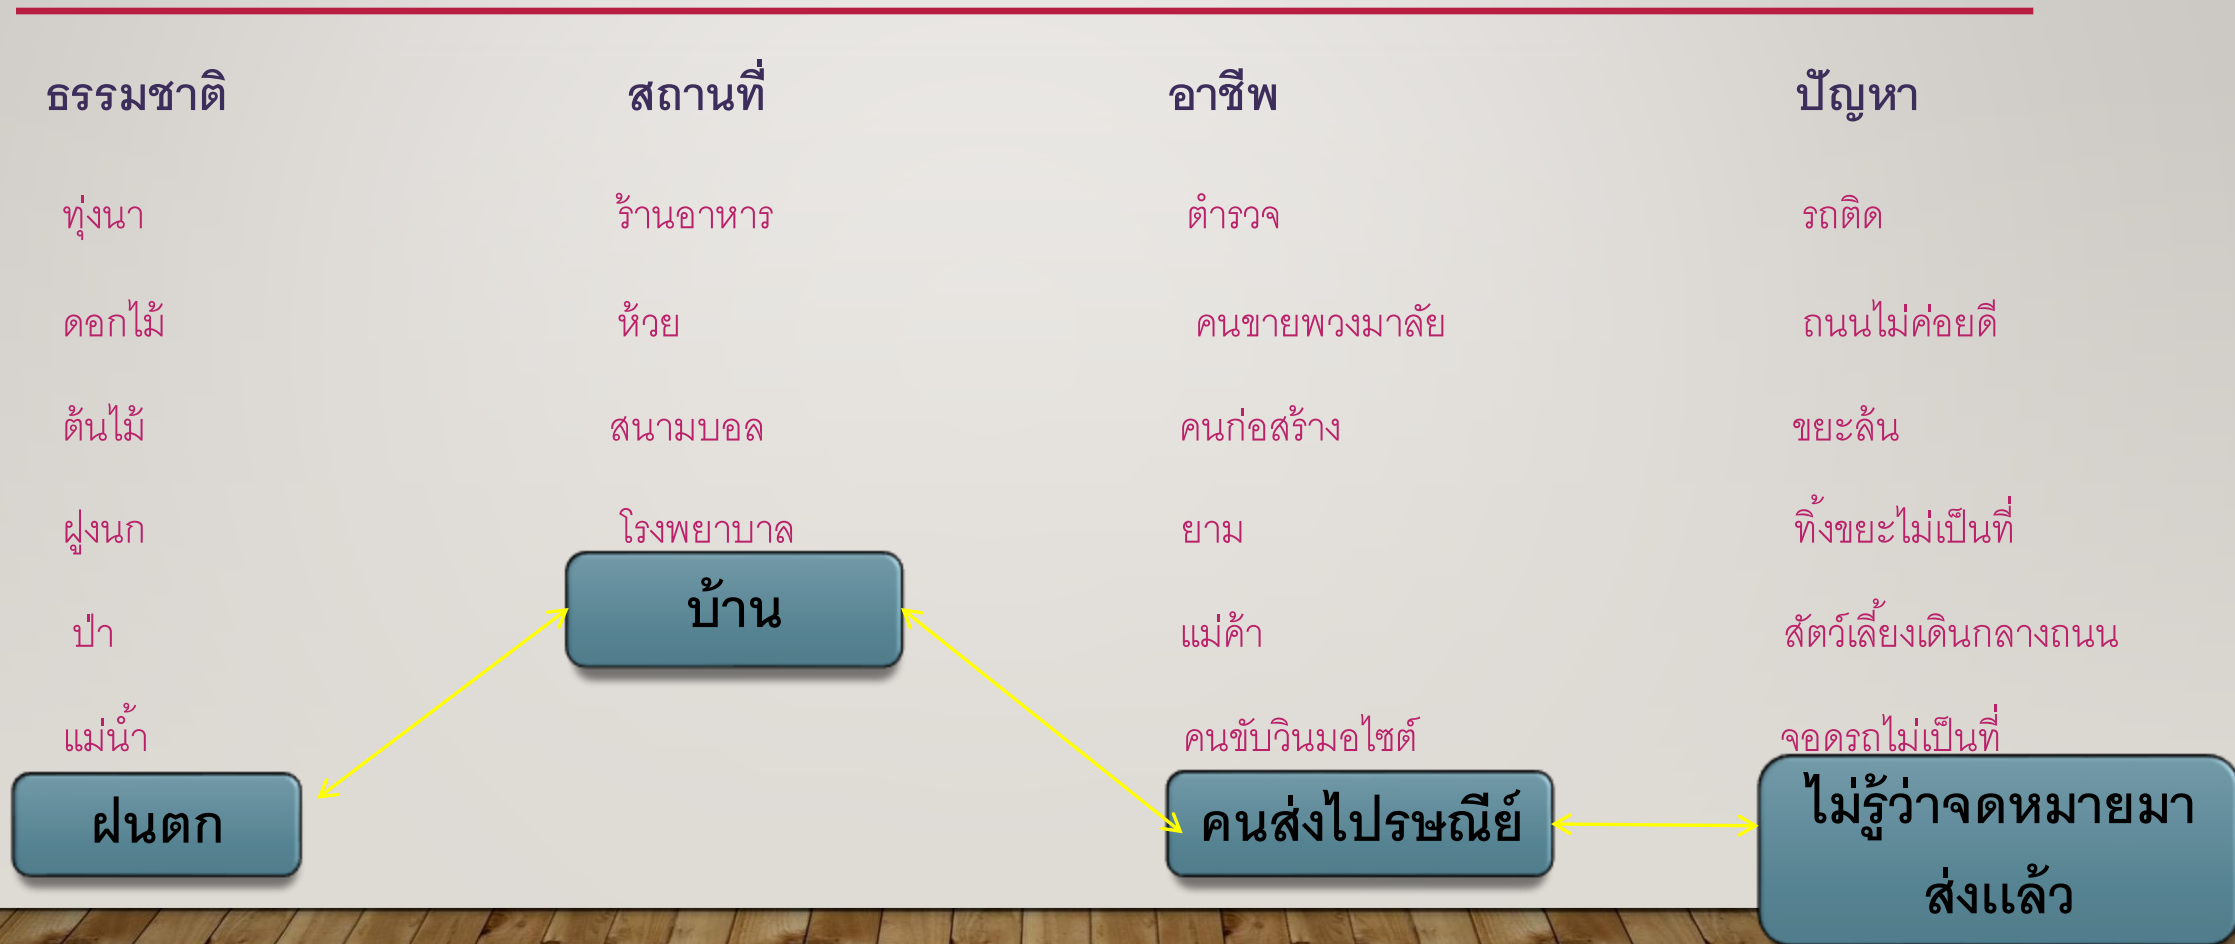 ธรรมชาติ สถานที่ อาชีพ ปัญหา
ทุ่งนา ร้านอาหาร ตำรวจ รถติด
ดอกไม้ ห้วย คนขายพวงมาลัย ถนนไม่ค่อยดี
ต้นไม้ สนามบอล คนก่อสร้าง ขยะล้น
ฝูงนก โรงพยาบาล ยาม ทิ้งขยะไม่เป็นที่
ป่า บ้าน แม่ค้า สัตว์เลี้ยงเดินกลางถนน
แม่น้ำ คนขับวินมอไซต์ จอดรถไม่เป็นที่
ฝนตก คนส่งไปรษณีย์ ไม่รู้ว่าจดหมายมา
ส่งแล้ว